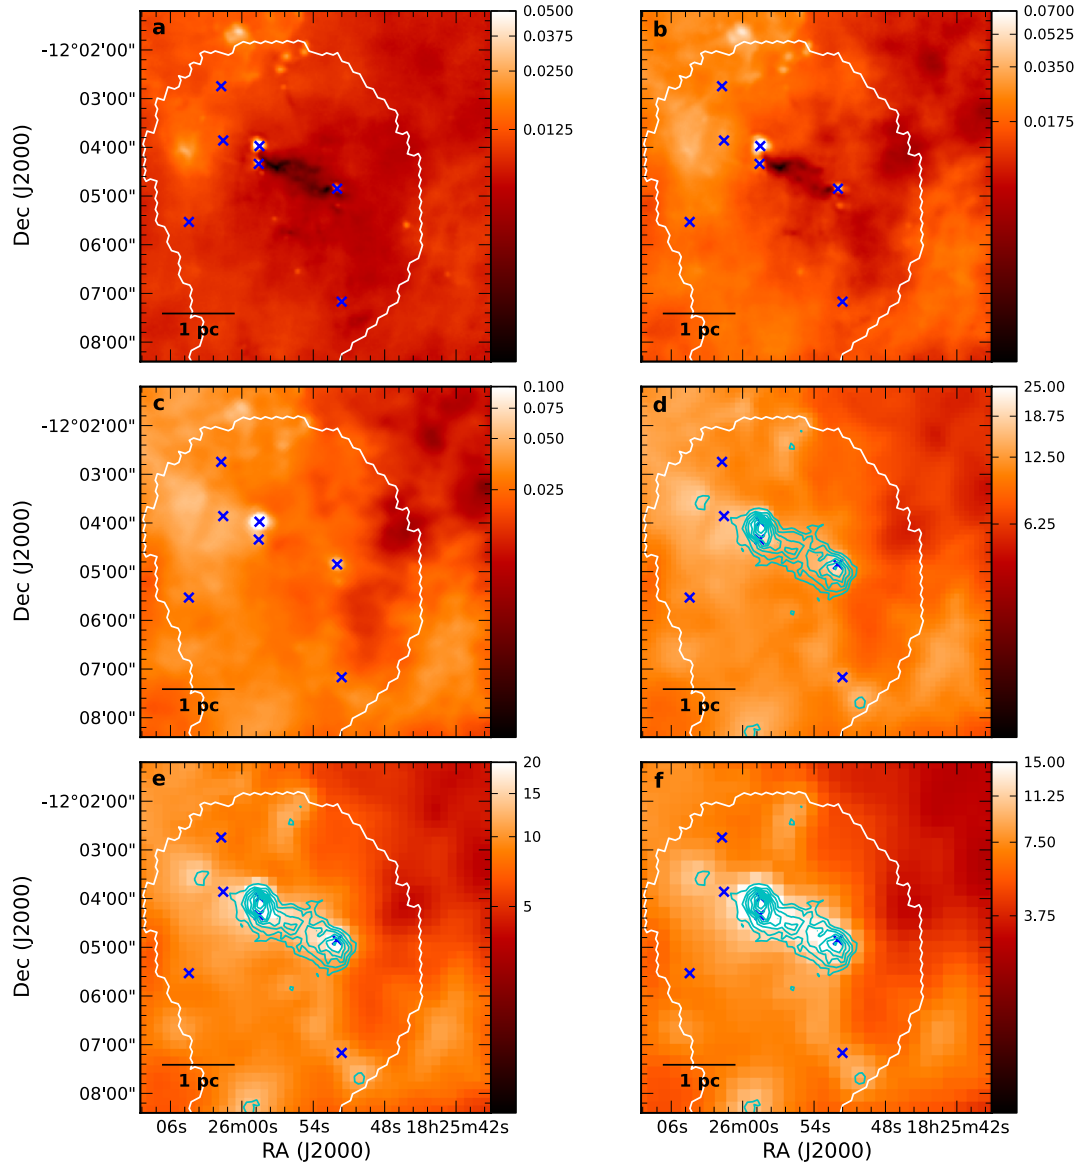 a
-12°02'00"
03'00"
04'00"
05'00"
06'00"
07'00"
08'00"
Dec (J2000)
1 pc
0.0500
0.0375
0.0250
0.0125
b
1 pc
0.0700
0.0525
0.0350
0.0175
c
-12°02'00"
03'00"
04'00"
05'00"
06'00"
07'00"
08'00"
Dec (J2000)
1 pc
0.100
0.075
0.050
0.025
d
1 pc
25.00
18.75
12.50
6.25
e
-12°02'00"
03'00"
04'00"
05'00"
06'00"
07'00"
08'00"
Dec (J2000)
1 pc
20
15
10
5
06s 26m00s 54s 48s 18h25m42s
RA (J2000)
f
1 pc
15.00
11.25
7.50
3.75
06s 26m00s 54s 48s 18h25m42s
RA (J2000)